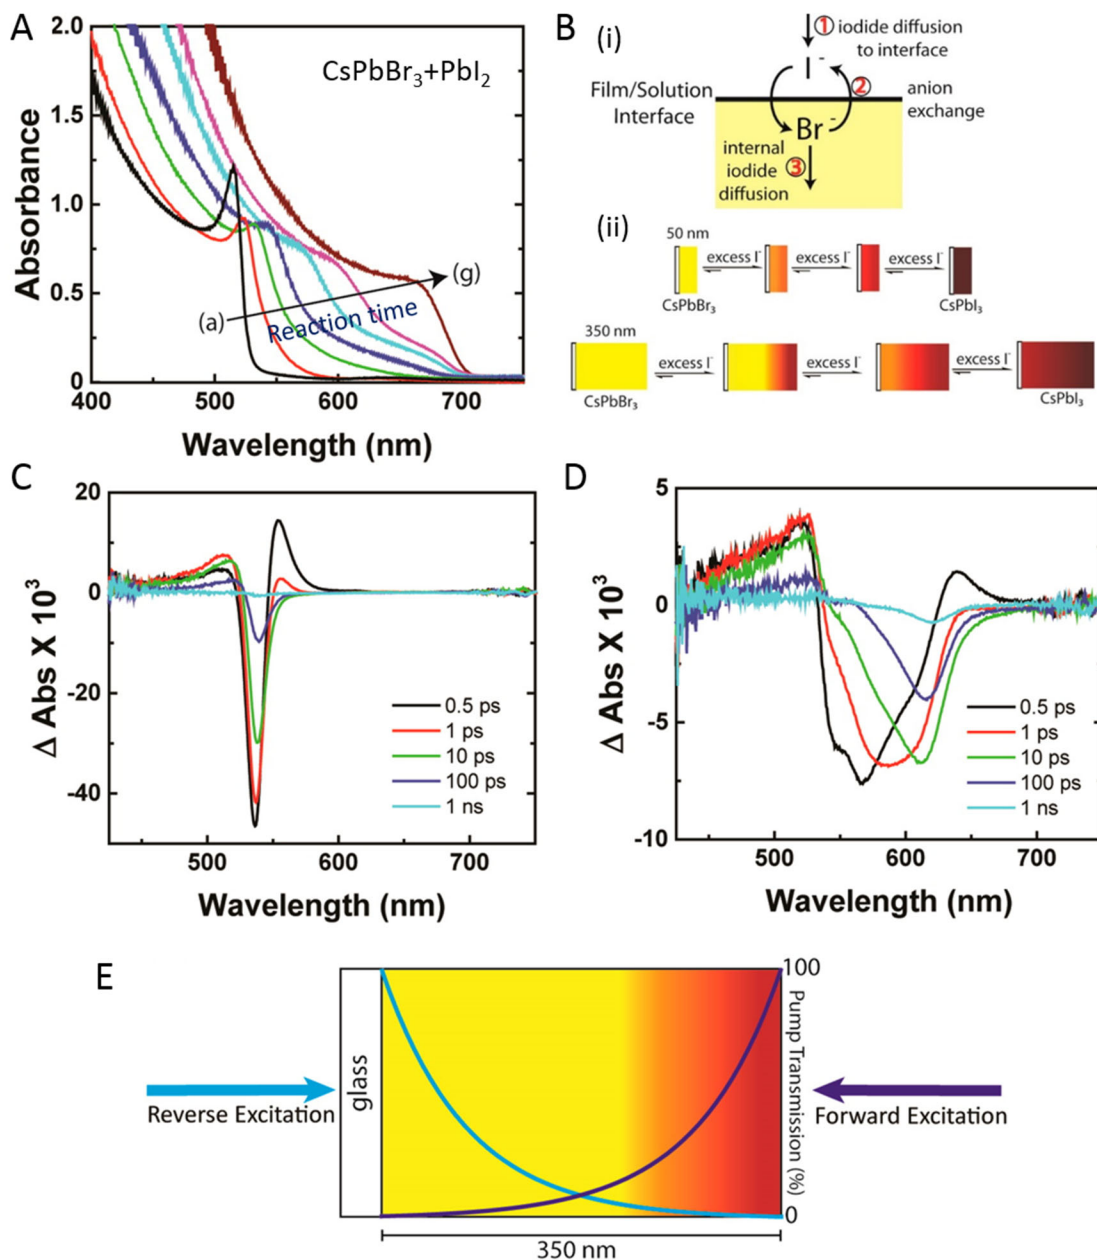 A
CsPbBr3+PbI2
2.0
1.5
1.0
0.5
0
Absorbance
(a)
(g)
Reaction time
400
500
600
700
Wavelength (nm)
B
(i)
① iodide diffusion
to interface
I-
②
Film/Solution
Interface
anion
exchange
Br-
internal
iodide
diffusion
③
(ii)
50 nm
excess I-
excess I-
excess I-
CsPbBr3
CsPbI3
350 nm
excess I-
excess I-
excess I-
CsPbBr3
CsPbI3
C
20
0
-20
-40
Δ Abs X 10³
0.5 ps
1 ps
10 ps
100 ps
1 ns
500
600
700
Wavelength (nm)
D
5
0
-5
-10
Δ Abs X 10³
0.5 ps
1 ps
10 ps
100 ps
1 ns
500
600
700
Wavelength (nm)
E
glass
Reverse Excitation
Forward Excitation
100
Pump Transmission (%)
0
350 nm